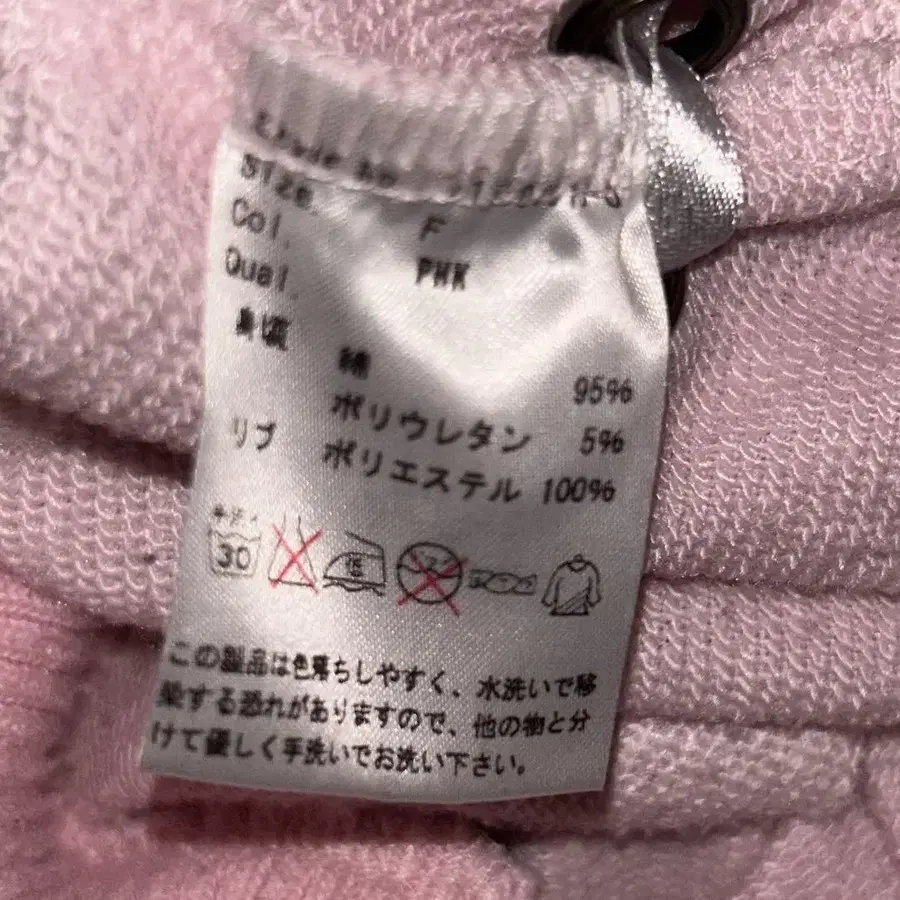 Size.
Col. F
Qual. PNK
身頃
綿 95%
ポリウレタン 5%
リブ ポリエステル 100%
30
この製品は色落ちしやすく、水洗いで移
染する恐れがありますので、他の物と分
けて優しく手洗いでお洗い下さい。